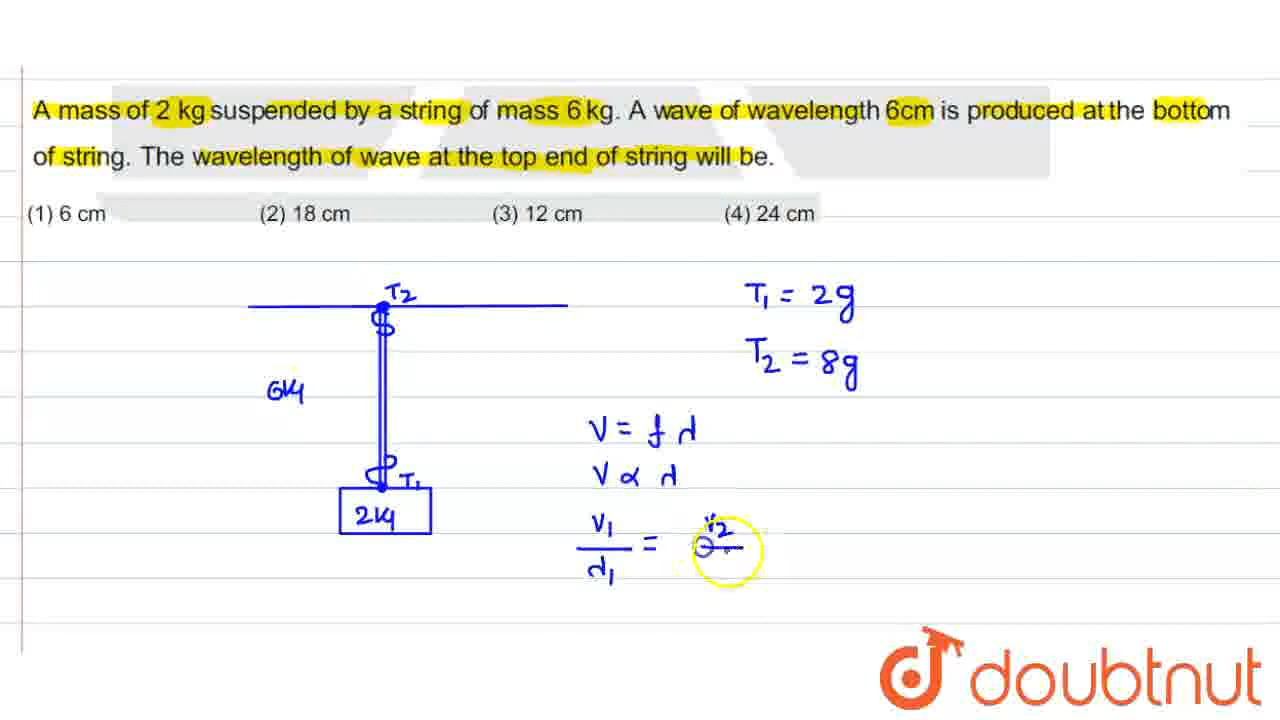 A mass of 2 kg suspended by a string of mass 6 kg. A wave of wavelength 6cm is produced at the bottom
of string. The wavelength of wave at the top end of string will be.
(1) 6 cm (2) 18 cm (3) 12 cm (4) 24 cm
T2
T1 = 2g
T2 = 8g
6kg
V = f λ
V ∝ λ
T1
2kg
V1 / λ1 = V2
doubtnut